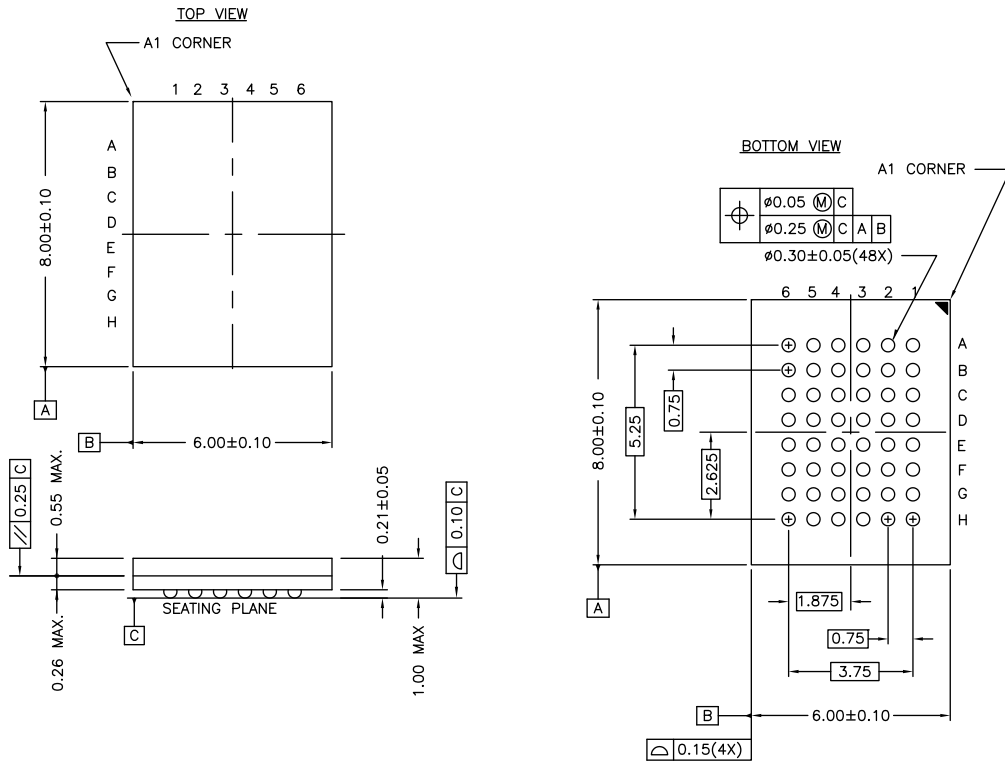 TOP VIEW
A1 CORNER
1 2 3 4 5 6
A
B
C
D
E
F
G
H
8.00±0.10
A
B
6.00±0.10
// 0.25 C
0.55 MAX.
0.21±0.05
⌓ 0.10 C
SEATING PLANE
C
0.26 MAX.
1.00 MAX
BOTTOM VIEW
A1 CORNER
⌖ ø0.05 Ⓜ C
ø0.25 Ⓜ C A B
ø0.30±0.05(48X)
6 5 4 3 2 1
A
B
C
D
E
F
G
H
8.00±0.10
5.25
0.75
2.625
A
1.875
0.75
3.75
B
6.00±0.10
⌓ 0.15(4X)